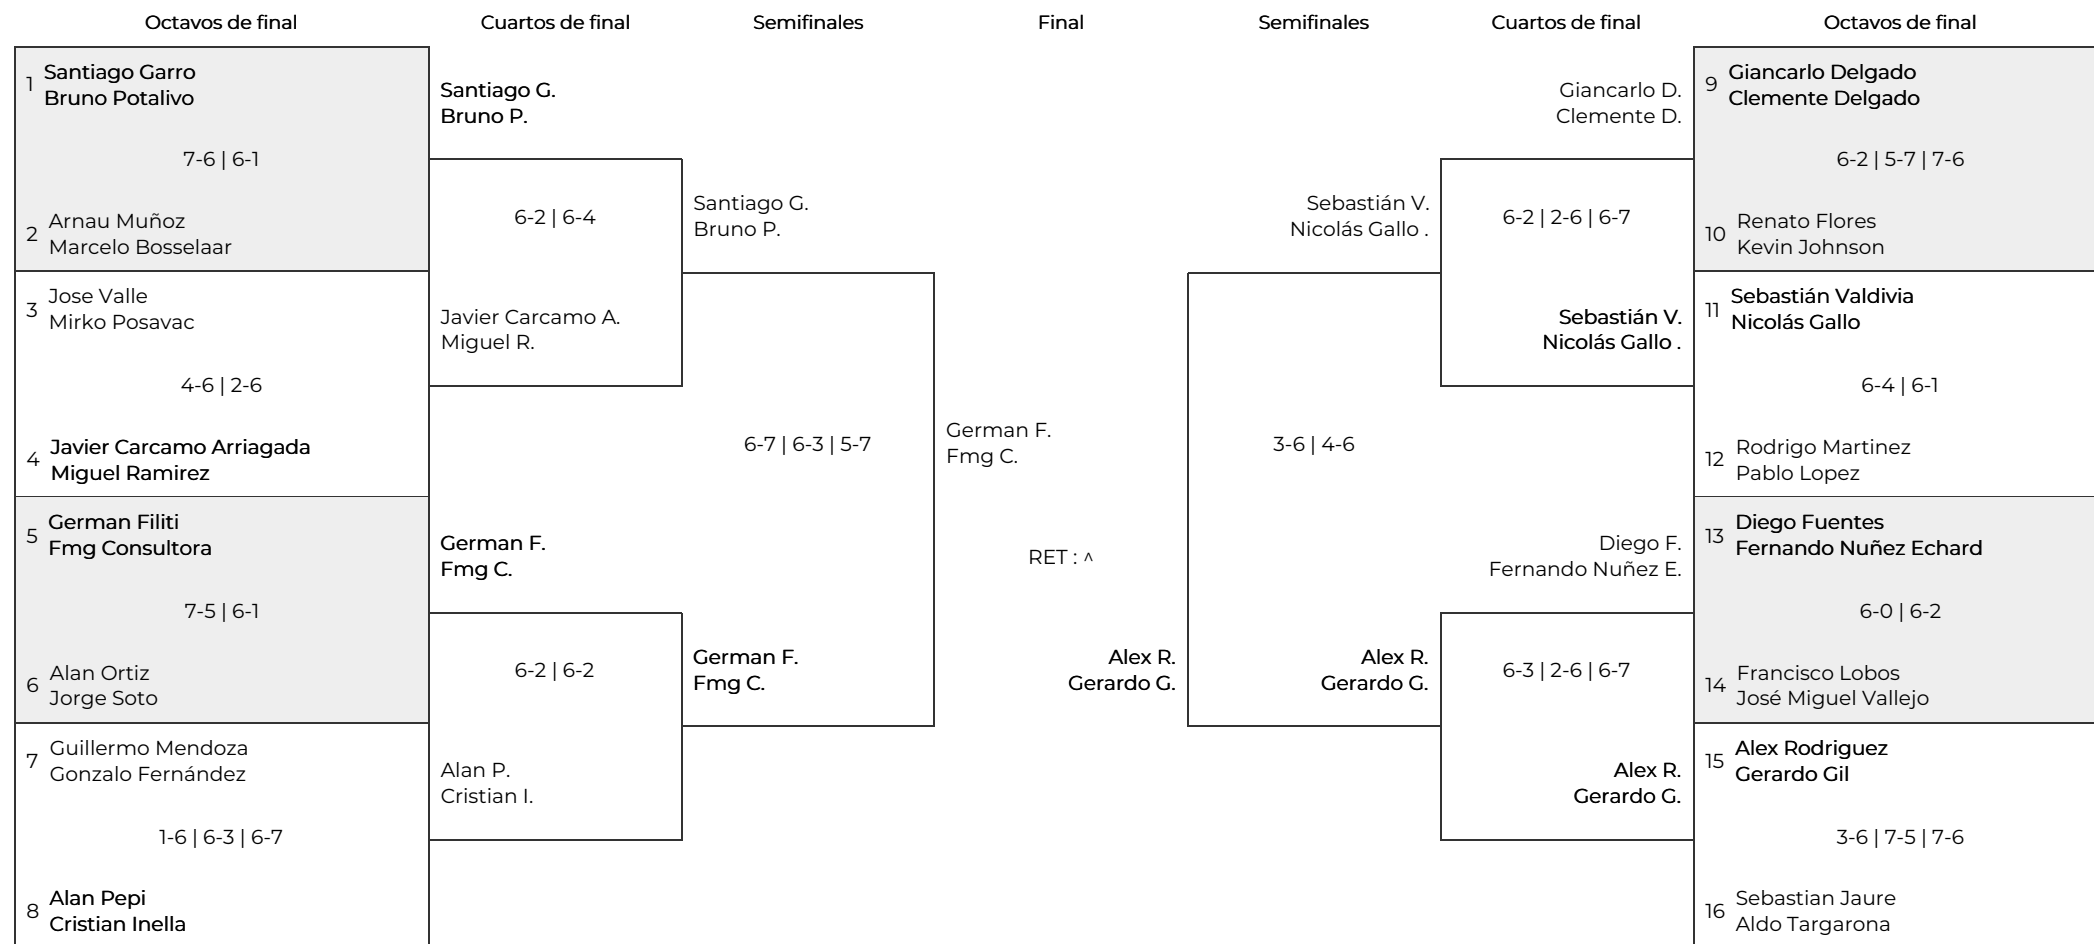 Octavos de final
Cuartos de final
Semifinales
Final
Semifinales
Cuartos de final
Octavos de final
1
Santiago Garro
Bruno Potalivo
7-6 | 6-1
2
Arnau Muñoz
Marcelo Bosselaar
3
Jose Valle
Mirko Posavac
4-6 | 2-6
4
Javier Carcamo Arriagada
Miguel Ramirez
5
German Filiti
Fmg Consultora
7-5 | 6-1
6
Alan Ortiz
Jorge Soto
7
Guillermo Mendoza
Gonzalo Fernández
1-6 | 6-3 | 6-7
8
Alan Pepi
Cristian Inella
Santiago G.
Bruno P.
6-2 | 6-4
Javier Carcamo A.
Miguel R.
German F.
Fmg C.
6-2 | 6-2
Alan P.
Cristian I.
Santiago G.
Bruno P.
6-7 | 6-3 | 5-7
German F.
Fmg C.
German F.
Fmg C.
RET : ^
Alex R.
Gerardo G.
Sebastián V.
Nicolás Gallo .
3-6 | 4-6
Alex R.
Gerardo G.
Giancarlo D.
Clemente D.
6-2 | 2-6 | 6-7
Sebastián V.
Nicolás Gallo .
Diego F.
Fernando Nuñez E.
6-3 | 2-6 | 6-7
Alex R.
Gerardo G.
9
Giancarlo Delgado
Clemente Delgado
6-2 | 5-7 | 7-6
10
Renato Flores
Kevin Johnson
11
Sebastián Valdivia
Nicolás Gallo
6-4 | 6-1
12
Rodrigo Martinez
Pablo Lopez
13
Diego Fuentes
Fernando Nuñez Echard
6-0 | 6-2
14
Francisco Lobos
José Miguel Vallejo
15
Alex Rodriguez
Gerardo Gil
3-6 | 7-5 | 7-6
16
Sebastian Jaure
Aldo Targarona